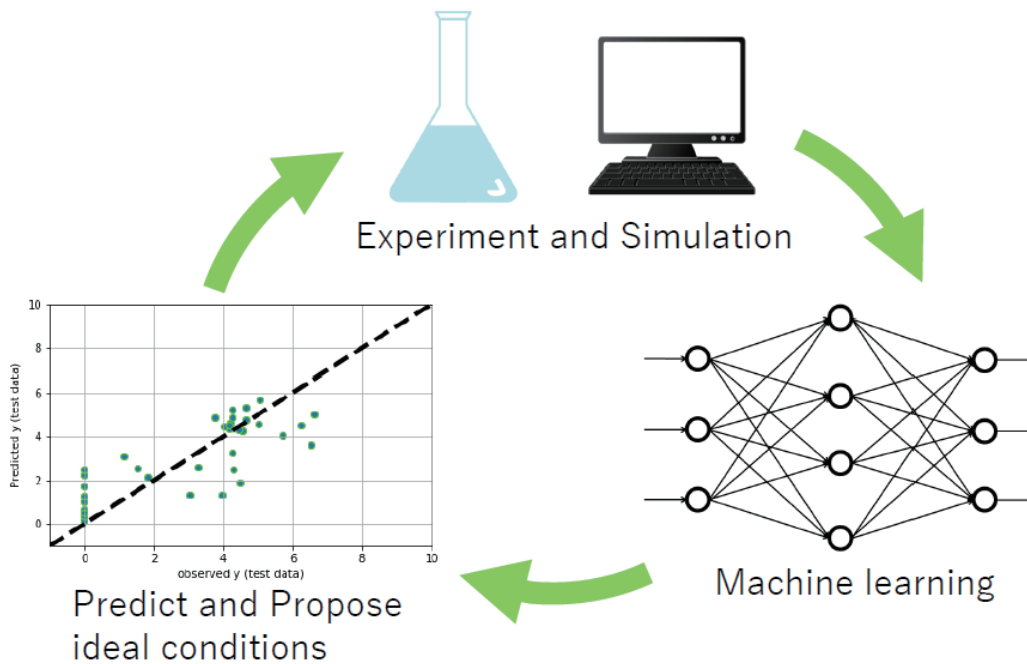 Experiment and Simulation
Machine learning
10
8
6
4
2
0
Predicted y (test data)
0 2 4 6 8 10
observed y (test data)
Predict and Propose
ideal conditions